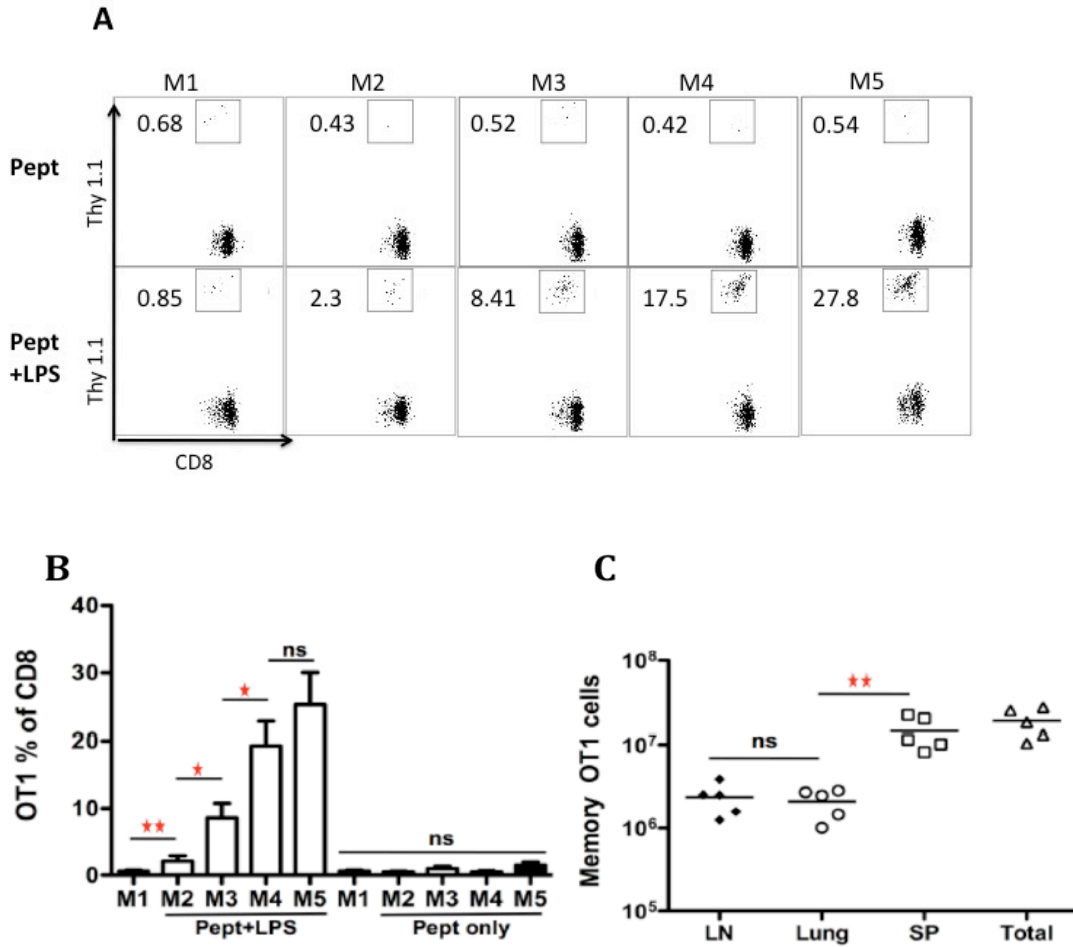 A
M1 M2 M3 M4 M5
Pept
Thy 1.1
0.68 0.43 0.52 0.42 0.54
Pept
+LPS
Thy 1.1
0.85 2.3 8.41 17.5 27.8
CD8
B
OT1 % of CD8
40
30
20
10
0
ns
ns
M1 M2 M3 M4 M5 M1 M2 M3 M4 M5
Pept+LPS Pept only
C
Memory OT1 cells
10^8
10^7
10^6
10^5
ns
LN Lung SP Total